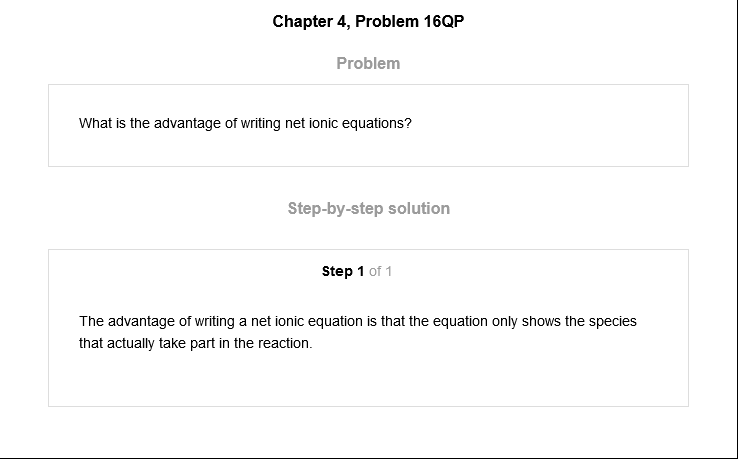 Chapter 4, Problem 16QP
Problem
What is the advantage of writing net ionic equations?
Step-by-step solution
Step 1 of 1
The advantage of writing a net ionic equation is that the equation only shows the species
that actually take part in the reaction.